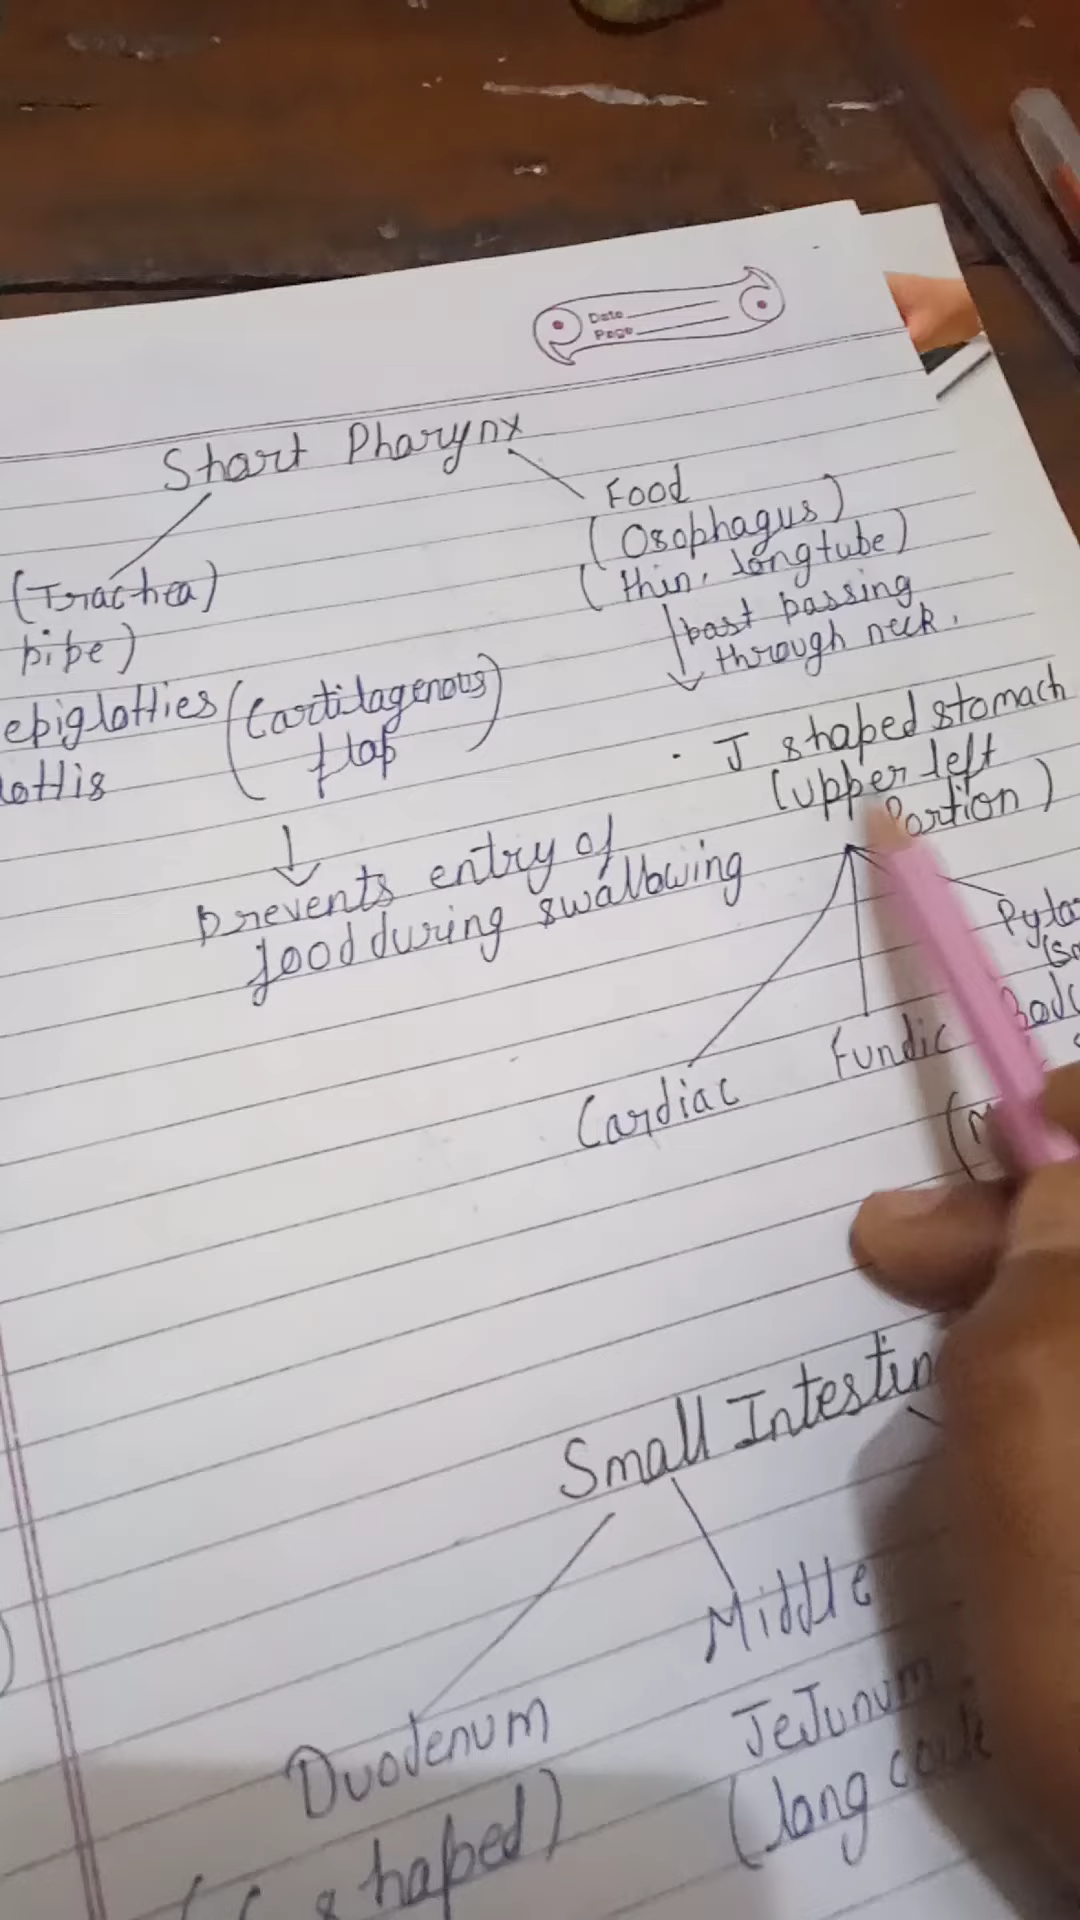 Date
Page
Short Pharynx
Food
(Osophagus)
(thin, long tube)
(Trachea)
pipe)
past passing
through neck.
epiglotties (Cartilagenous
flap)
lottis
J shaped stomach
(upper left
Portion)
prevents entry of
food during swallowing
Cardiac
Fundic
Small Intestin
Middle
Duodenum
JeJunum
(long
(C shaped)